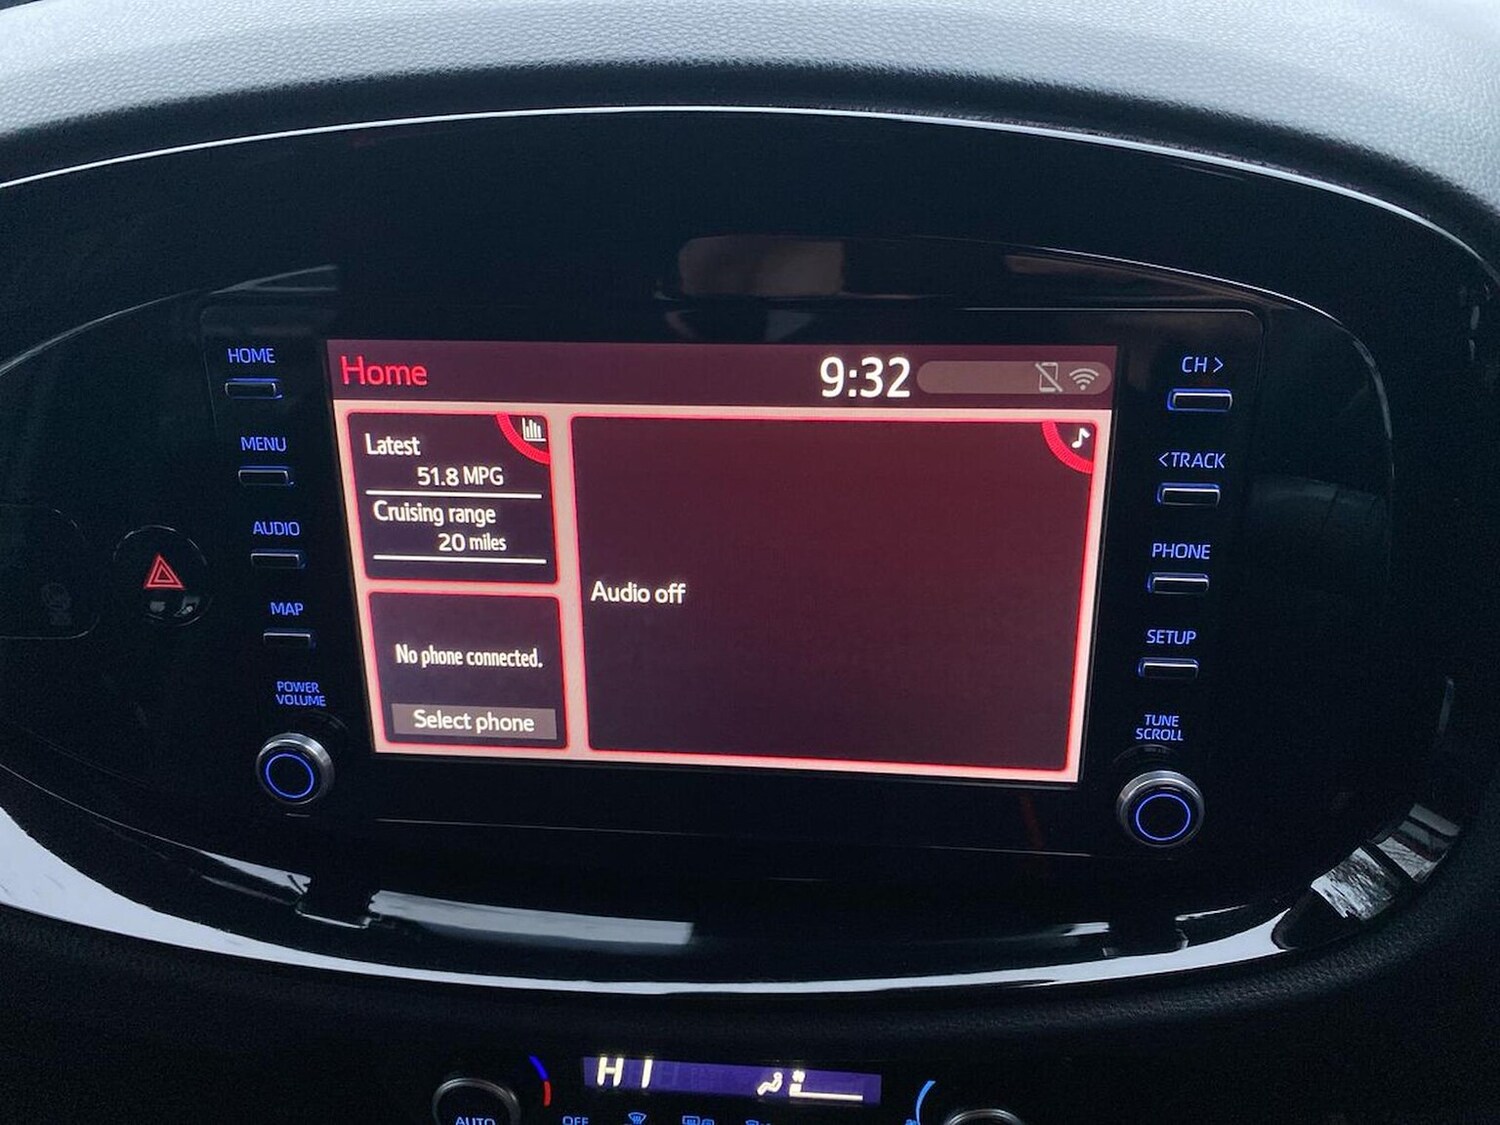 HOME
MENU
AUDIO
MAP
POWER
VOLUME
Home
9:32
Latest
51.8 MPG
Cruising range
20 miles
No phone connected.
Select phone
Audio off
CH >
<TRACK
PHONE
SETUP
TUNE
SCROLL
HI
AUTO
OFF